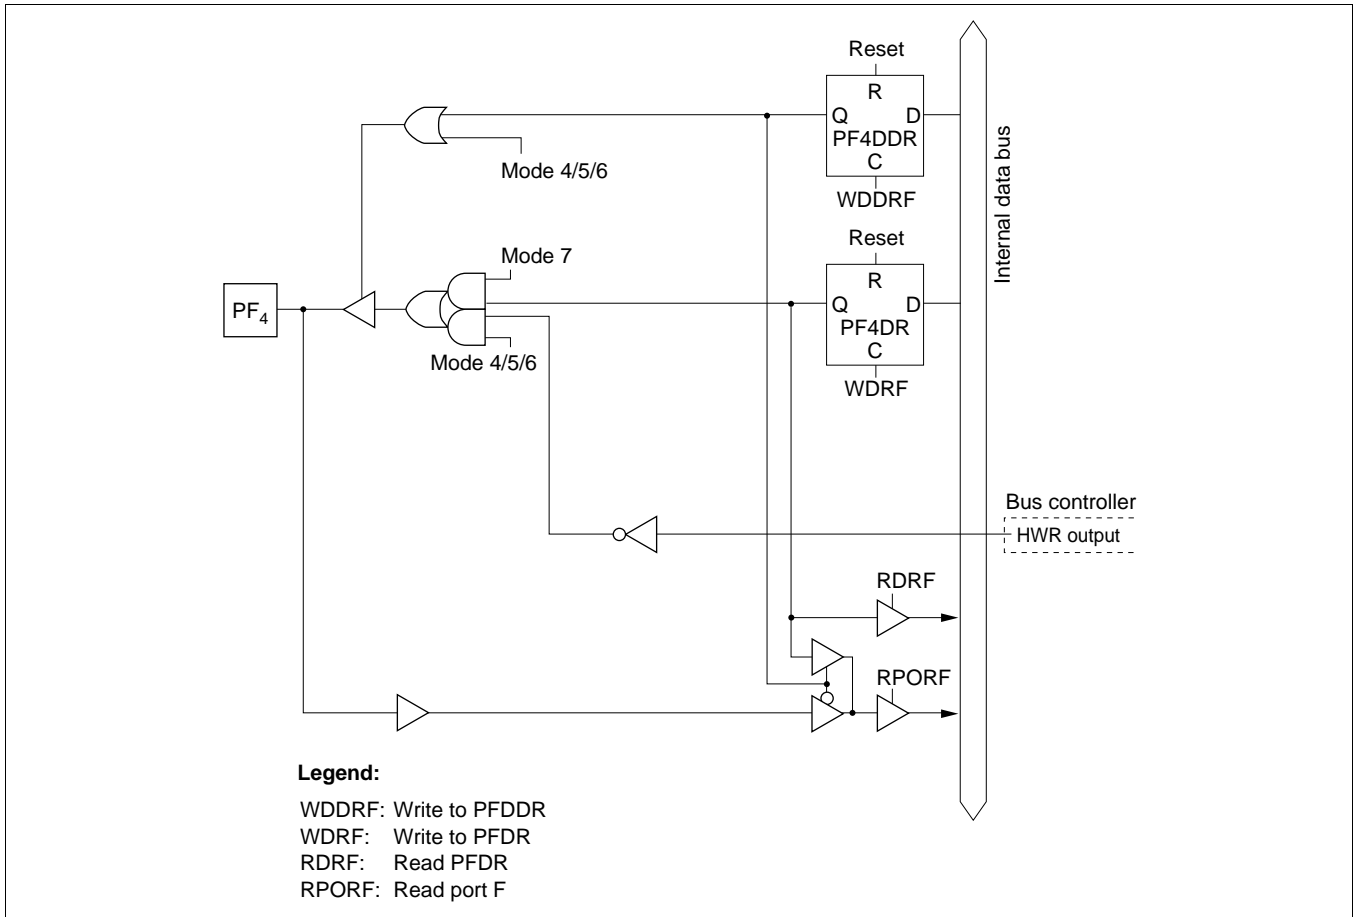 Reset
R
Q D
PF4DDR
C
Mode 4/5/6
WDDRF
Internal data bus
Reset
Mode 7
R
Q D
PF₄
PF4DR
C
Mode 4/5/6
WDRF
Bus controller
HWR output
RDRF
RPORF
Legend:
WDDRF: Write to PFDDR
WDRF: Write to PFDR
RDRF: Read PFDR
RPORF: Read port F